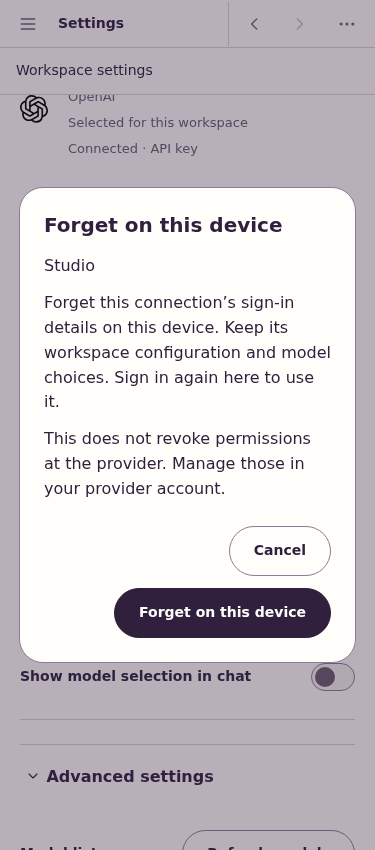 Settings
Workspace settings
OpenAI
Selected for this workspace
Connected · API key
Forget on this device
Studio
Forget this connection’s sign-in
details on this device. Keep its
workspace configuration and model
choices. Sign in again here to use
it.
This does not revoke permissions
at the provider. Manage those in
your provider account.
Cancel
Forget on this device
Show model selection in chat
Advanced settings